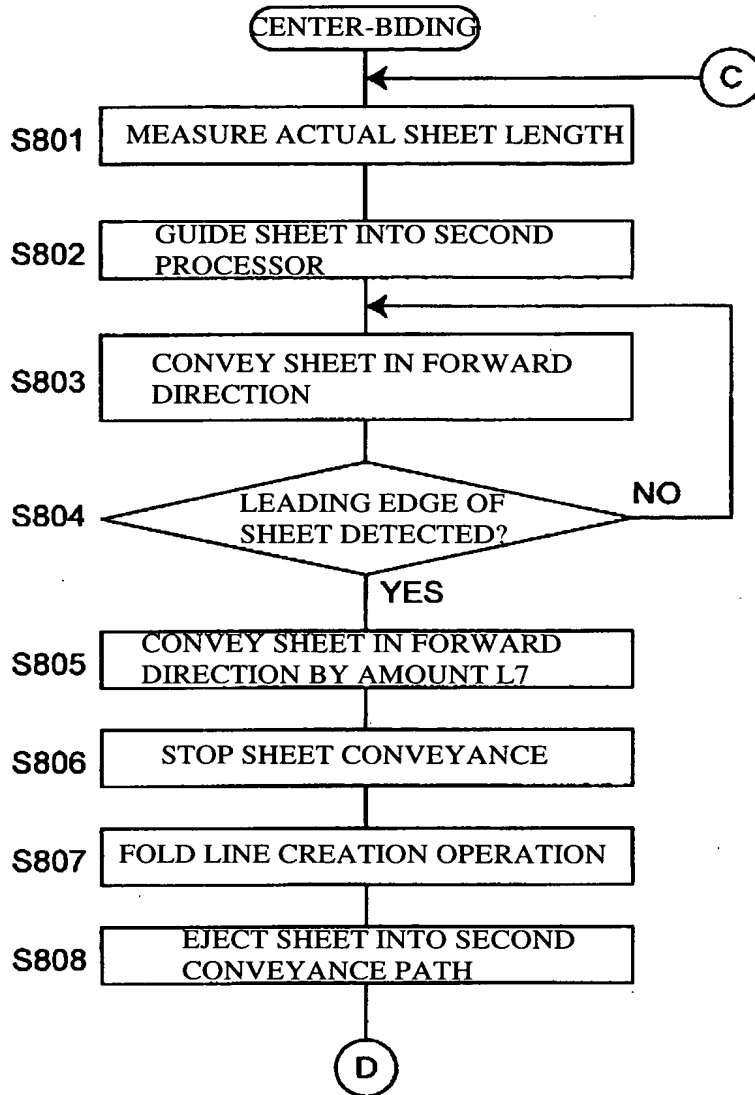 CENTER-BIDING
C
S801
MEASURE ACTUAL SHEET LENGTH
S802
GUIDE SHEET INTO SECOND
PROCESSOR
S803
CONVEY SHEET IN FORWARD
DIRECTION
S804
LEADING EDGE OF
SHEET DETECTED?
NO
YES
S805
CONVEY SHEET IN FORWARD
DIRECTION BY AMOUNT L7
S806
STOP SHEET CONVEYANCE
S807
FOLD LINE CREATION OPERATION
S808
EJECT SHEET INTO SECOND
CONVEYANCE PATH
D